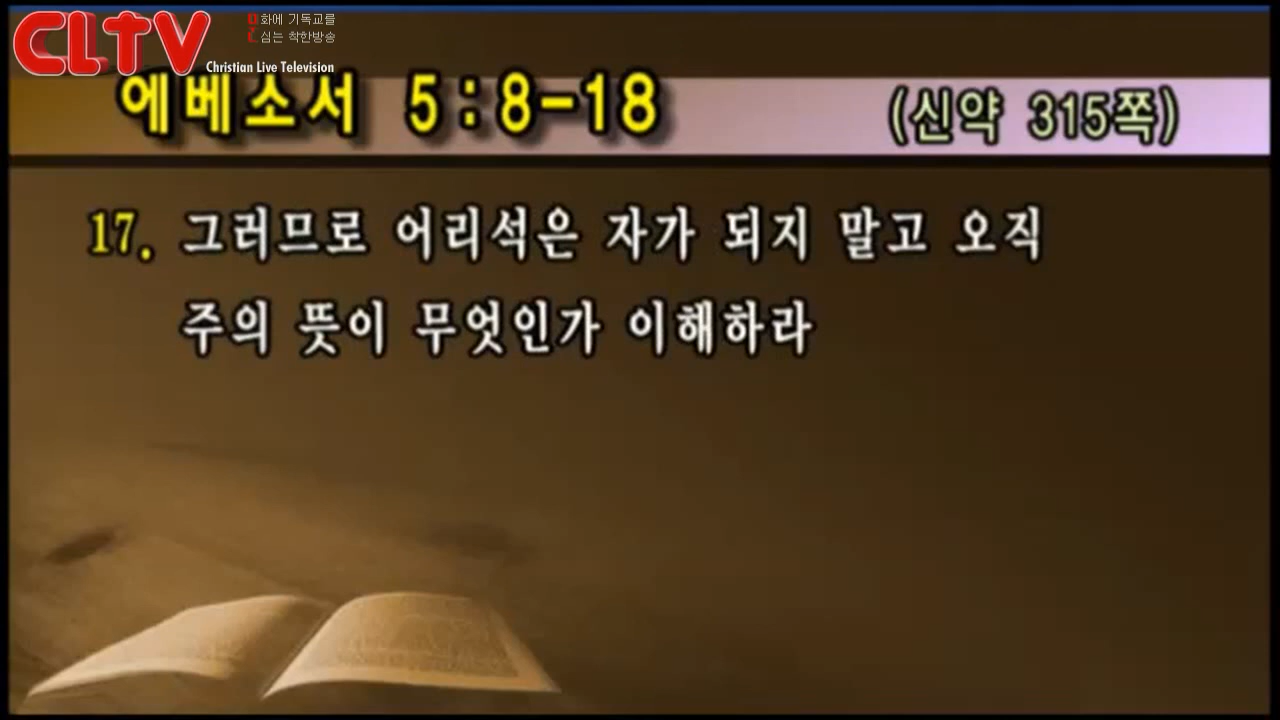 CLTV
화에 기독교를
심는 착한방송
Christian Live Television
에베소서 5:8-18 (신약 315쪽)
17. 그러므로 어리석은 자가 되지 말고 오직
주의 뜻이 무엇인가 이해하라